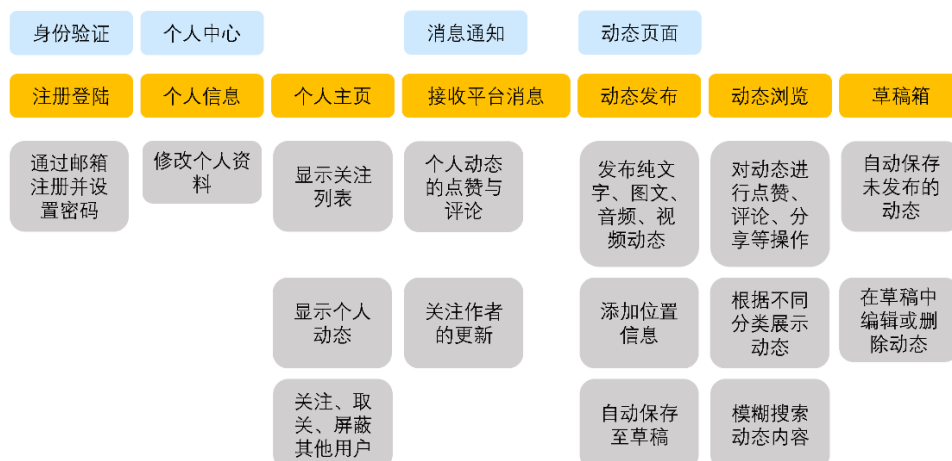 身份验证
个人中心
消息通知
动态页面
注册登陆
个人信息
个人主页
接收平台消息
动态发布
动态浏览
草稿箱
通过邮箱
注册并设
置密码
修改个人资
料
显示关注
列表
个人动态
的点赞与
评论
发布纯文
字、图文、
音频、视
频动态
对动态进
行点赞、
评论、分
享等操作
自动保存
未发布的
动态
显示个人
动态
关注作者
的更新
添加位置
信息
根据不同
分类展示
动态
在草稿中
编辑或删
除动态
关注、取
关、屏蔽
其他用户
自动保存
至草稿
模糊搜索
动态内容